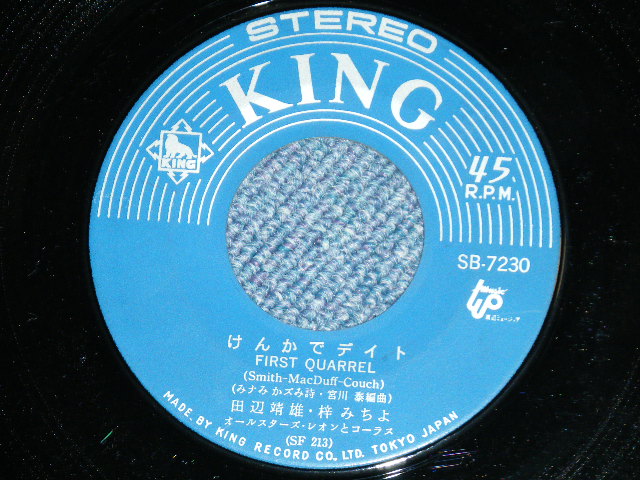 STEREO
KING
KING
45
R.P.M.
SB-7230
けんかでデイト
FIRST QUARREL
(Smith-MacDuff-Couch)
(みナみ カズみ詩・宮川 泰編曲)
田辺靖雄・梓みちよ
オールスターズ・レオンとコーラス
(SF 213)
MADE BY KING RECORD CO. LTD. TOKYO JAPAN